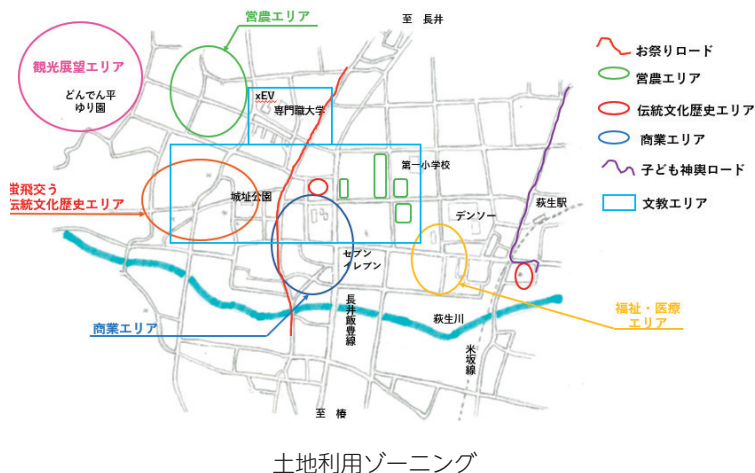 営農エリア
至 長井
観光展望エリア
どんでん平
ゆり園
xEV
専門職大学
第一小学校
城址公園
蛍飛交う
伝統文化歴史エリア
デンソー
萩生駅
セブン
イレブン
商業エリア
長井飯豊線
萩生川
米坂線
福祉・医療
エリア
至 椿
お祭りロード
営農エリア
伝統文化歴史エリア
商業エリア
子ども神輿ロード
文教エリア
土地利用ゾーニング